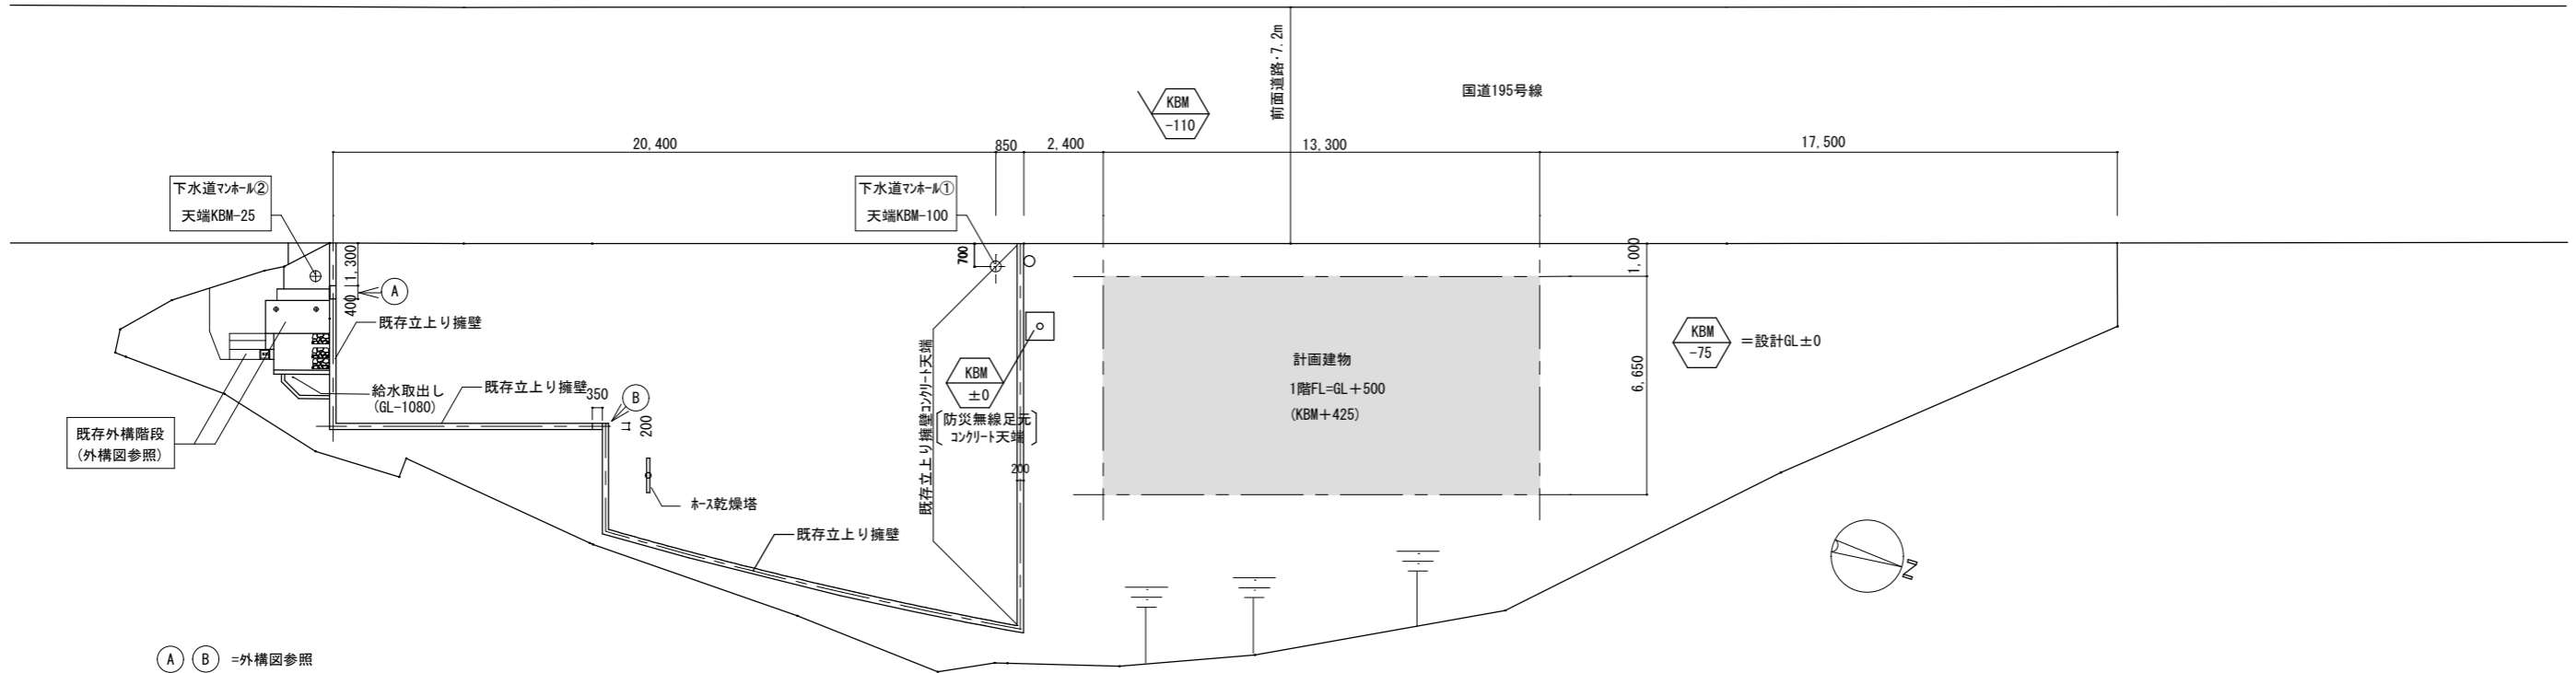 前面道路・7.2m
国道195号線
KBM
-110
20,400
850
2,400
13,300
17,500
下水道マンホール②
天端KBM-25
下水道マンホール①
天端KBM-100
1,300
400
A
700
1,000
6,650
既存立上り擁壁
給水取出し
(GL-1080)
既存立上り擁壁
350
B
200
既存外構階段
(外構図参照)
ホース乾燥塔
既存立上り擁壁
既存立上り擁壁コンクリート天端
KBM
±0
防災無線足元
コンクリート天端
200
計画建物
1階FL=GL+500
(KBM+425)
KBM
-75
=設計GL±0
N
A B =外構図参照